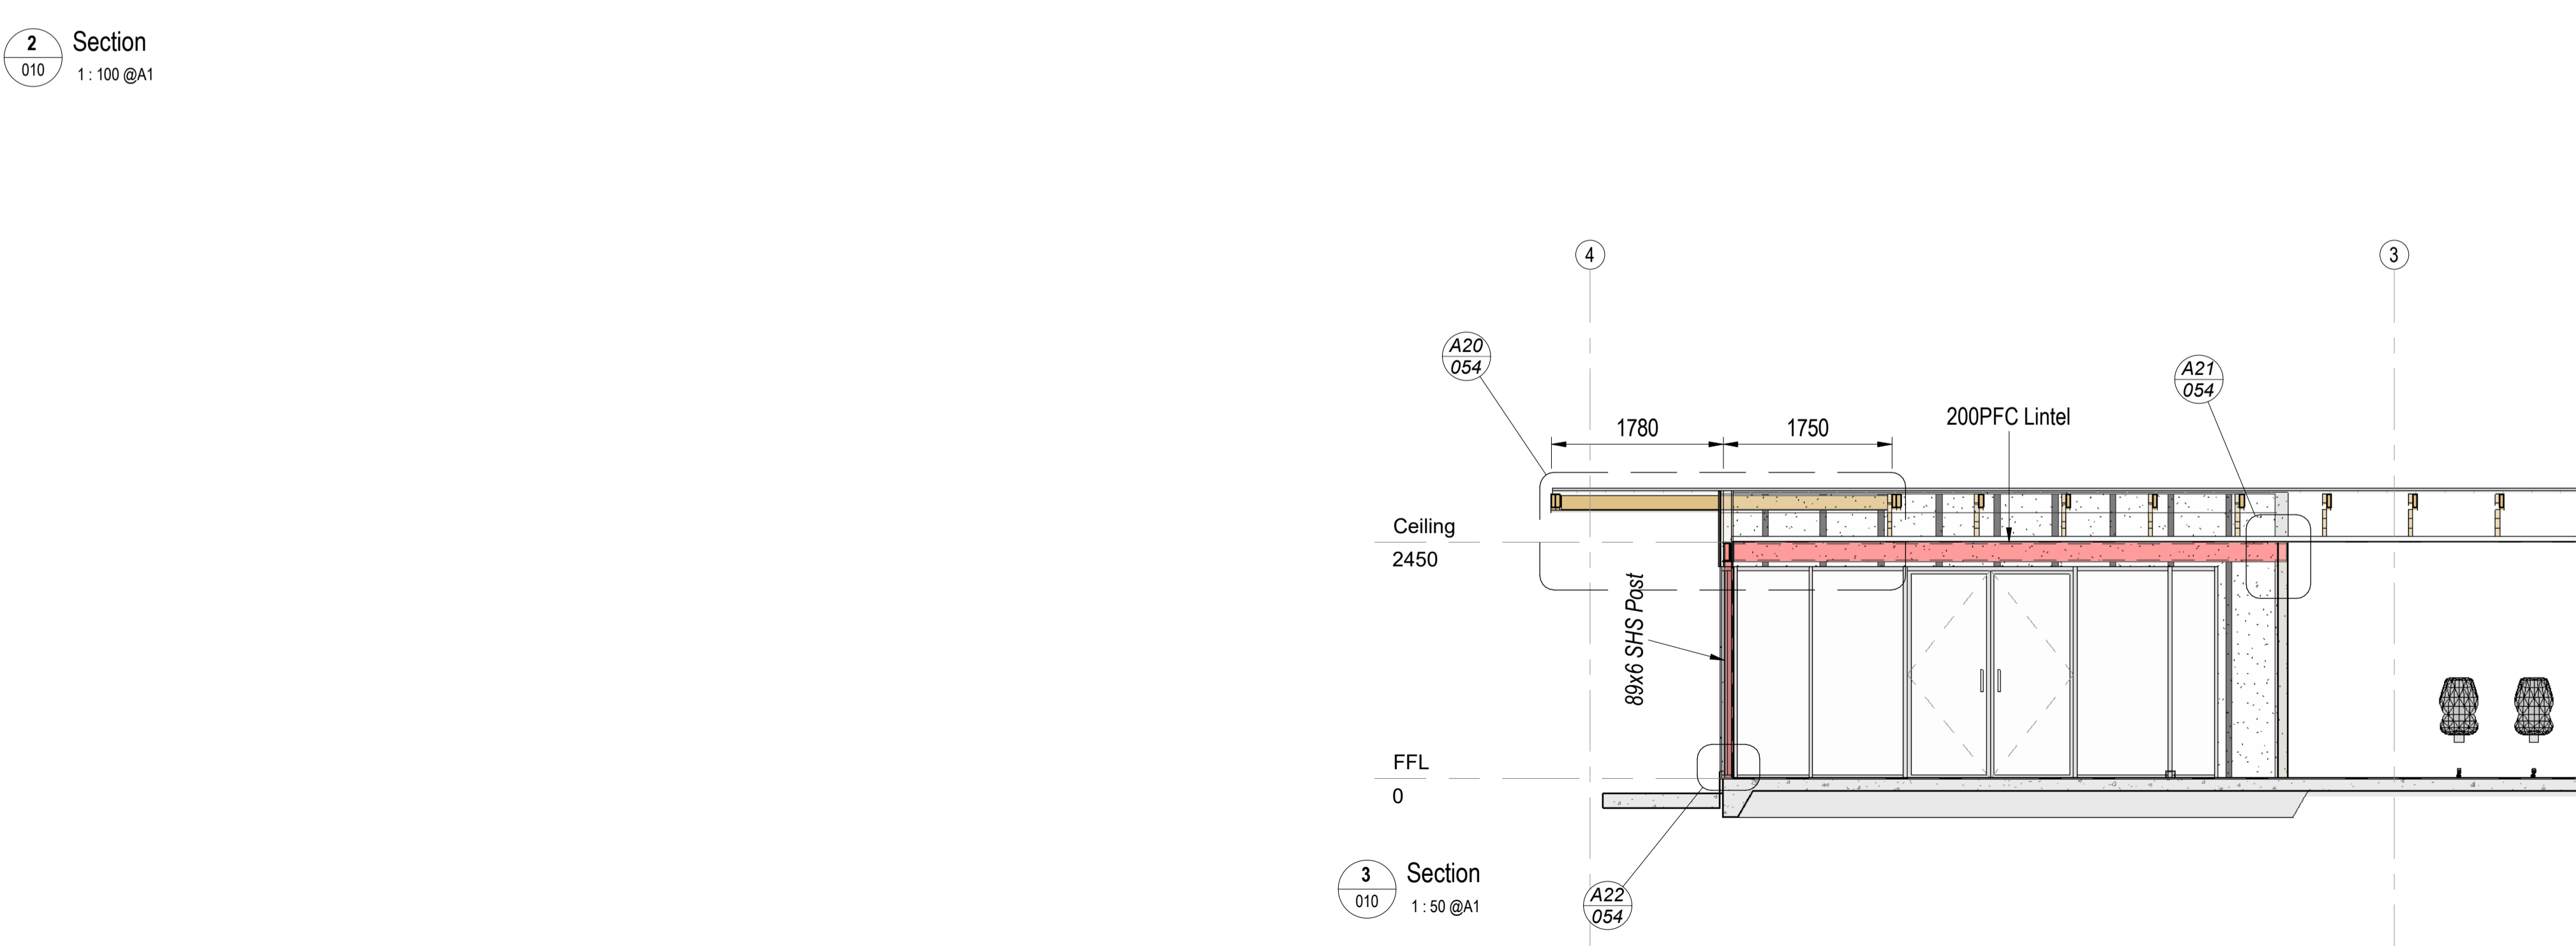 2
010
Section
1 : 100 @A1
4
3
A20
054
A21
054
1780
1750
200PFC Lintel
Ceiling
2450
89x6 SHS Post
FFL
0
3
010
Section
1 : 50 @A1
A22
054